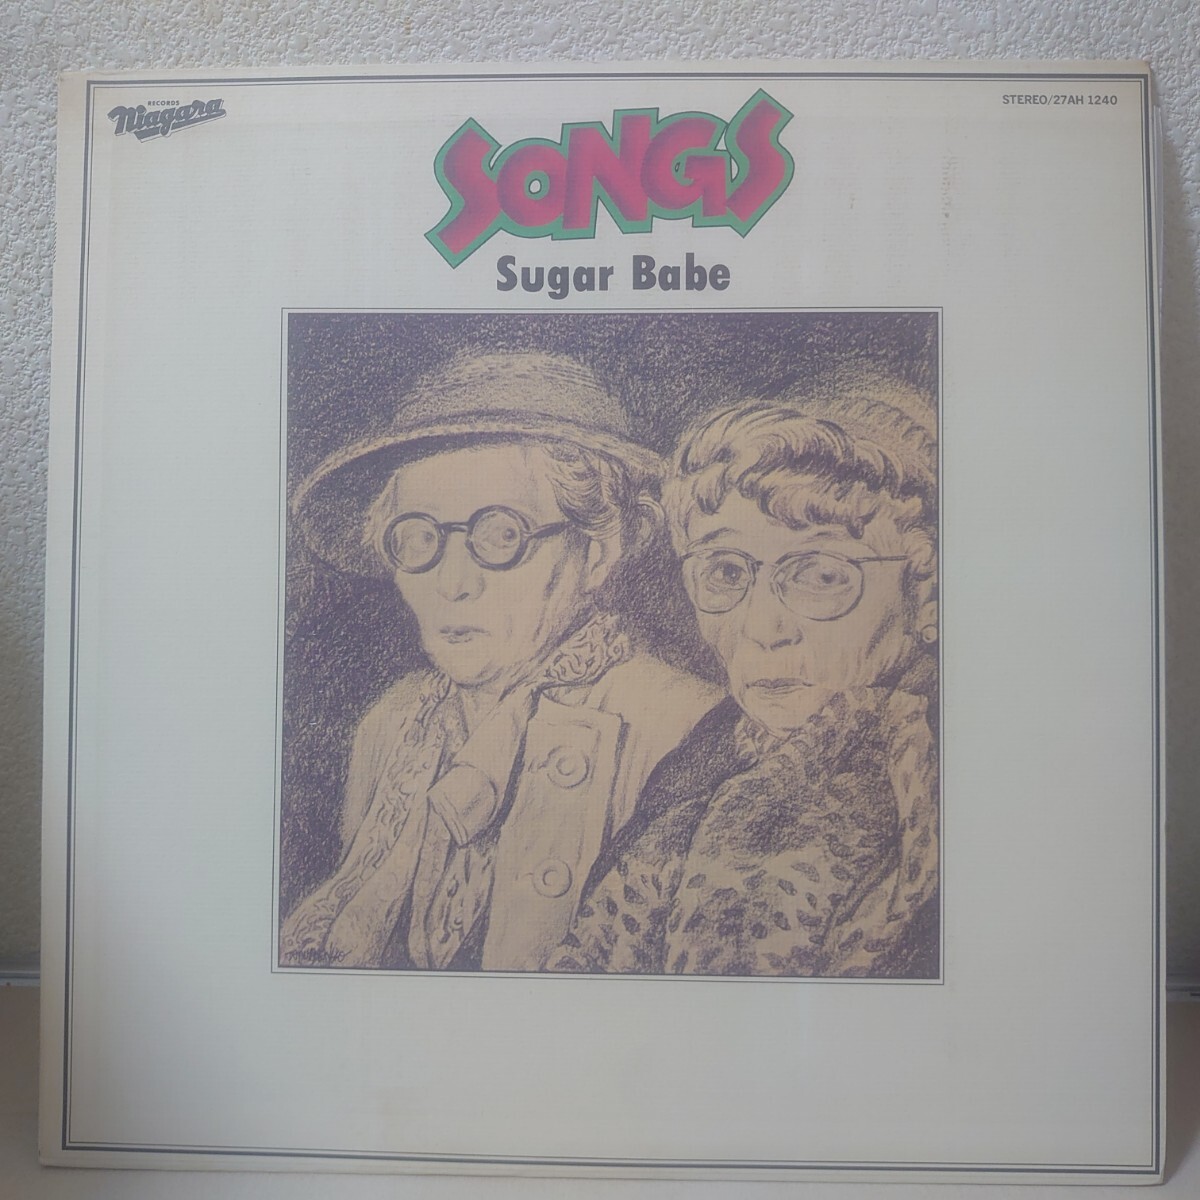 RECORDS
Niagara
STEREO/27AH 1240
SONGS
Sugar Babe